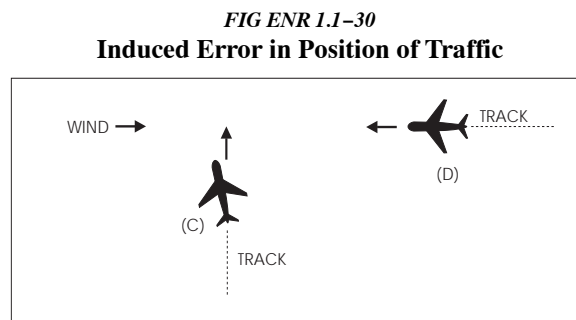 FIG ENR 1.1−30
Induced Error in Position of Traffic
WIND
TRACK
(D)
(C)
TRACK